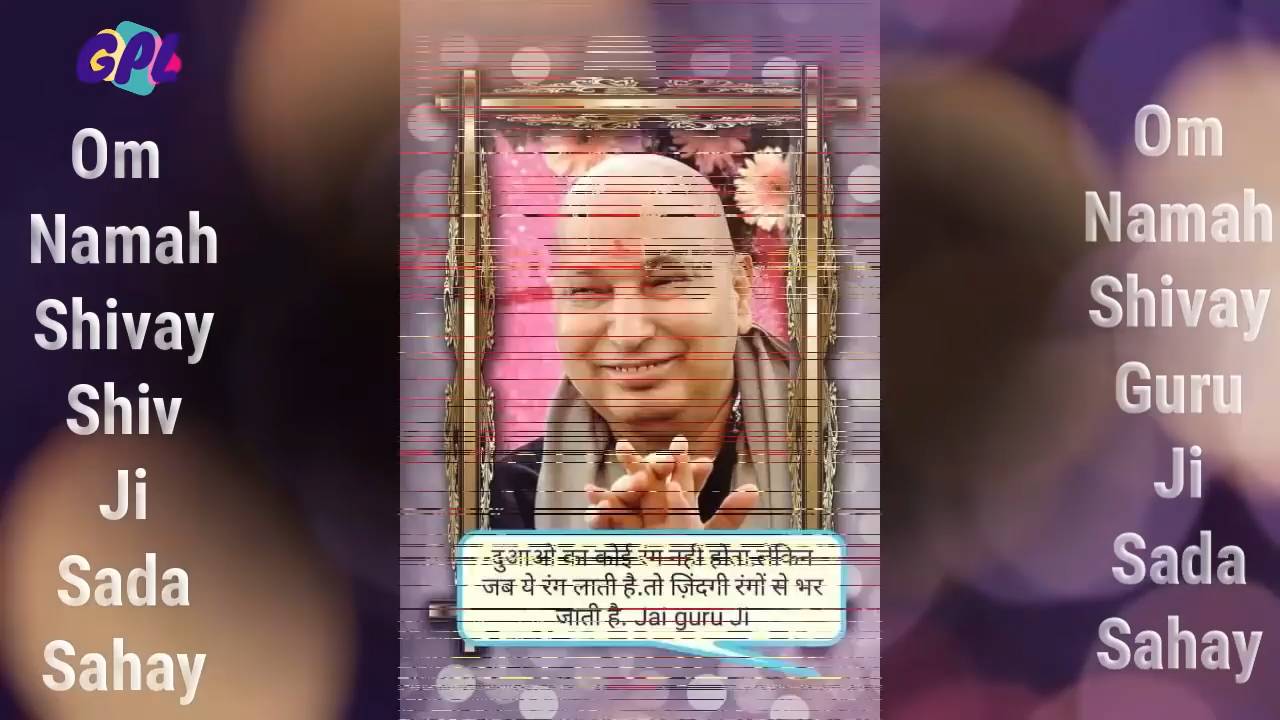 GPL
Om
Namah
Shivay
Shiv
Ji
Sada
Sahay
दुआओ का कोई रंग नही होता लेकिन
जब ये रंग लाती है.तो ज़िंदगी रंगों से भर
जाती है. Jai guru Ji
Om
Namah
Shivay
Guru
Ji
Sada
Sahay